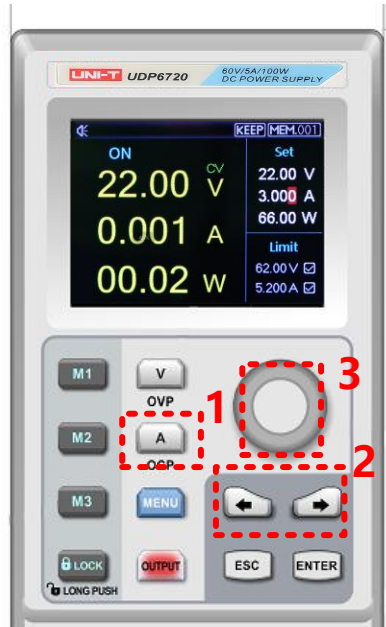 UNI-T UDP6720 60V/5A/100W
DC POWER SUPPLY
KEEP MEM.001
ON Set
22.00 CV V 22.00 V
3.000 A
0.001 A 66.00 W
Limit
00.02 W 62.00 V
5.200 A
M1 V 3
OVP
1
M2 A
OCP
2
M3 MENU
LOCK OUTPUT ESC ENTER
LONG PUSH